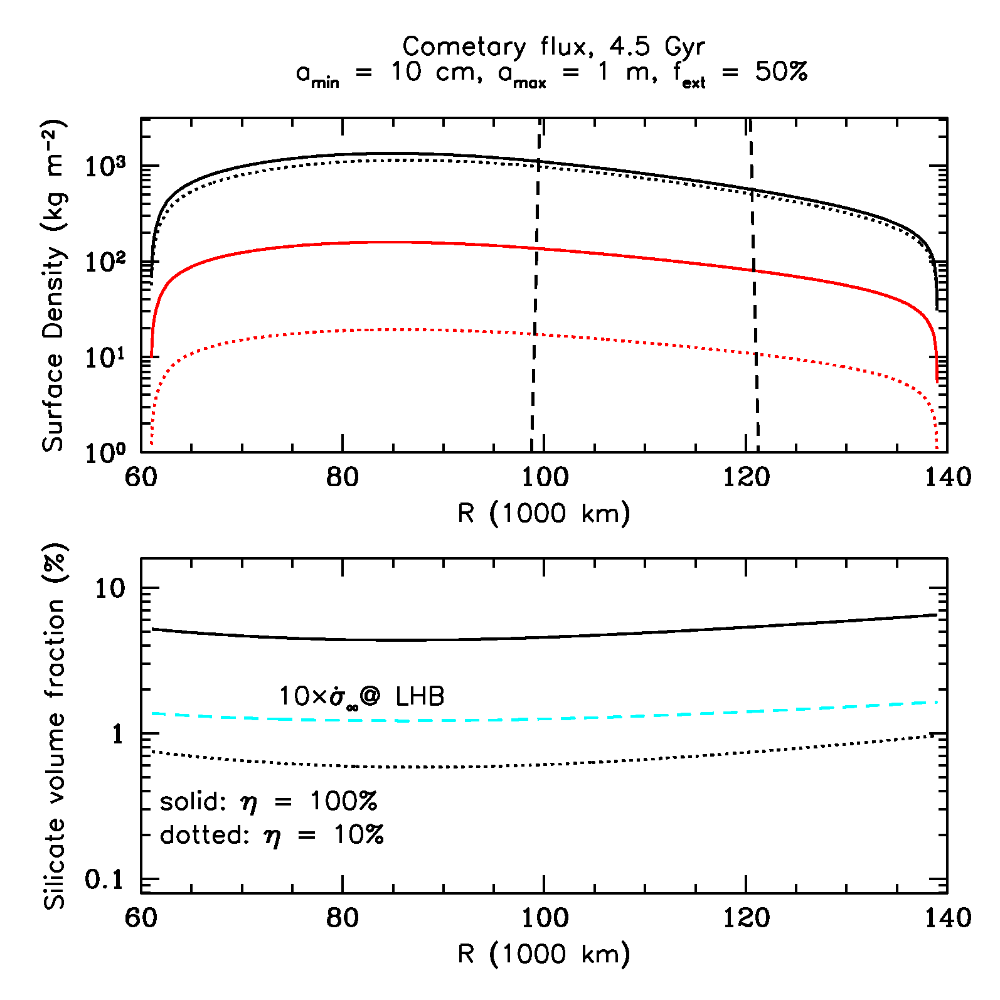 Cometary flux, 4.5 Gyr
a_min = 10 cm, a_max = 1 m, f_ext = 50%
Surface Density (kg m⁻²)
10³
10²
10¹
10⁰
60 80 100 120 140
R (1000 km)
Silicate volume fraction (%)
10
1
0.1
10×σ̇_∞@ LHB
solid: η = 100%
dotted: η = 10%
60 80 100 120 140
R (1000 km)